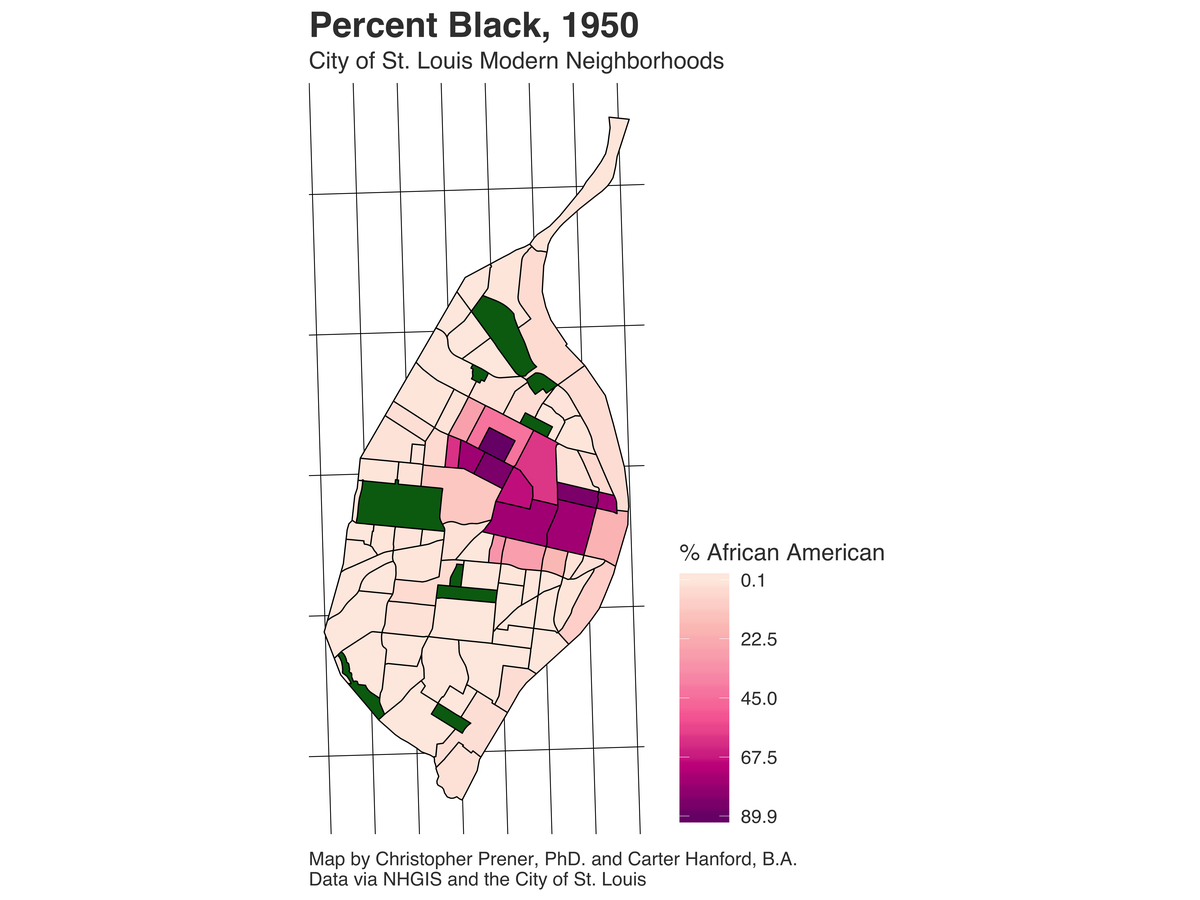 Percent Black, 1950
City of St. Louis Modern Neighborhoods
% African American
0.1
22.5
45.0
67.5
89.9
Map by Christopher Prener, PhD. and Carter Hanford, B.A.
Data via NHGIS and the City of St. Louis